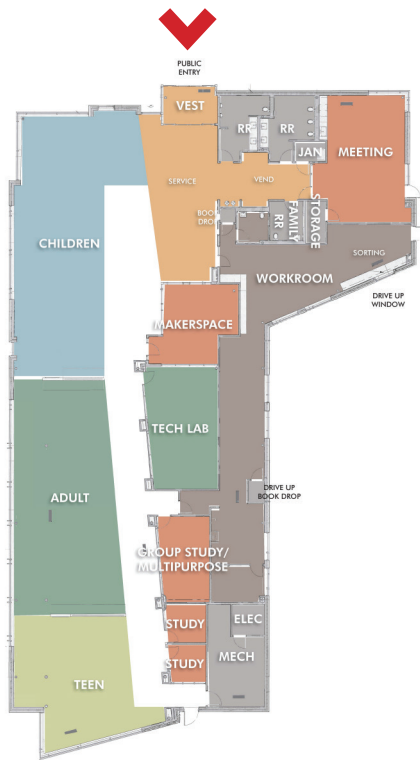 PUBLIC
ENTRY
VEST
RR
RR
JAN
MEETING
SERVICE
VEND
BOOK
DROP
RR
FAMILY
STORAGE
CHILDREN
SORTING
WORKROOM
DRIVE UP
WINDOW
MAKERSPACE
TECH LAB
ADULT
DRIVE UP
BOOK DROP
GROUP STUDY/
MULTIPURPOSE
STUDY
ELEC
STUDY
MECH
TEEN